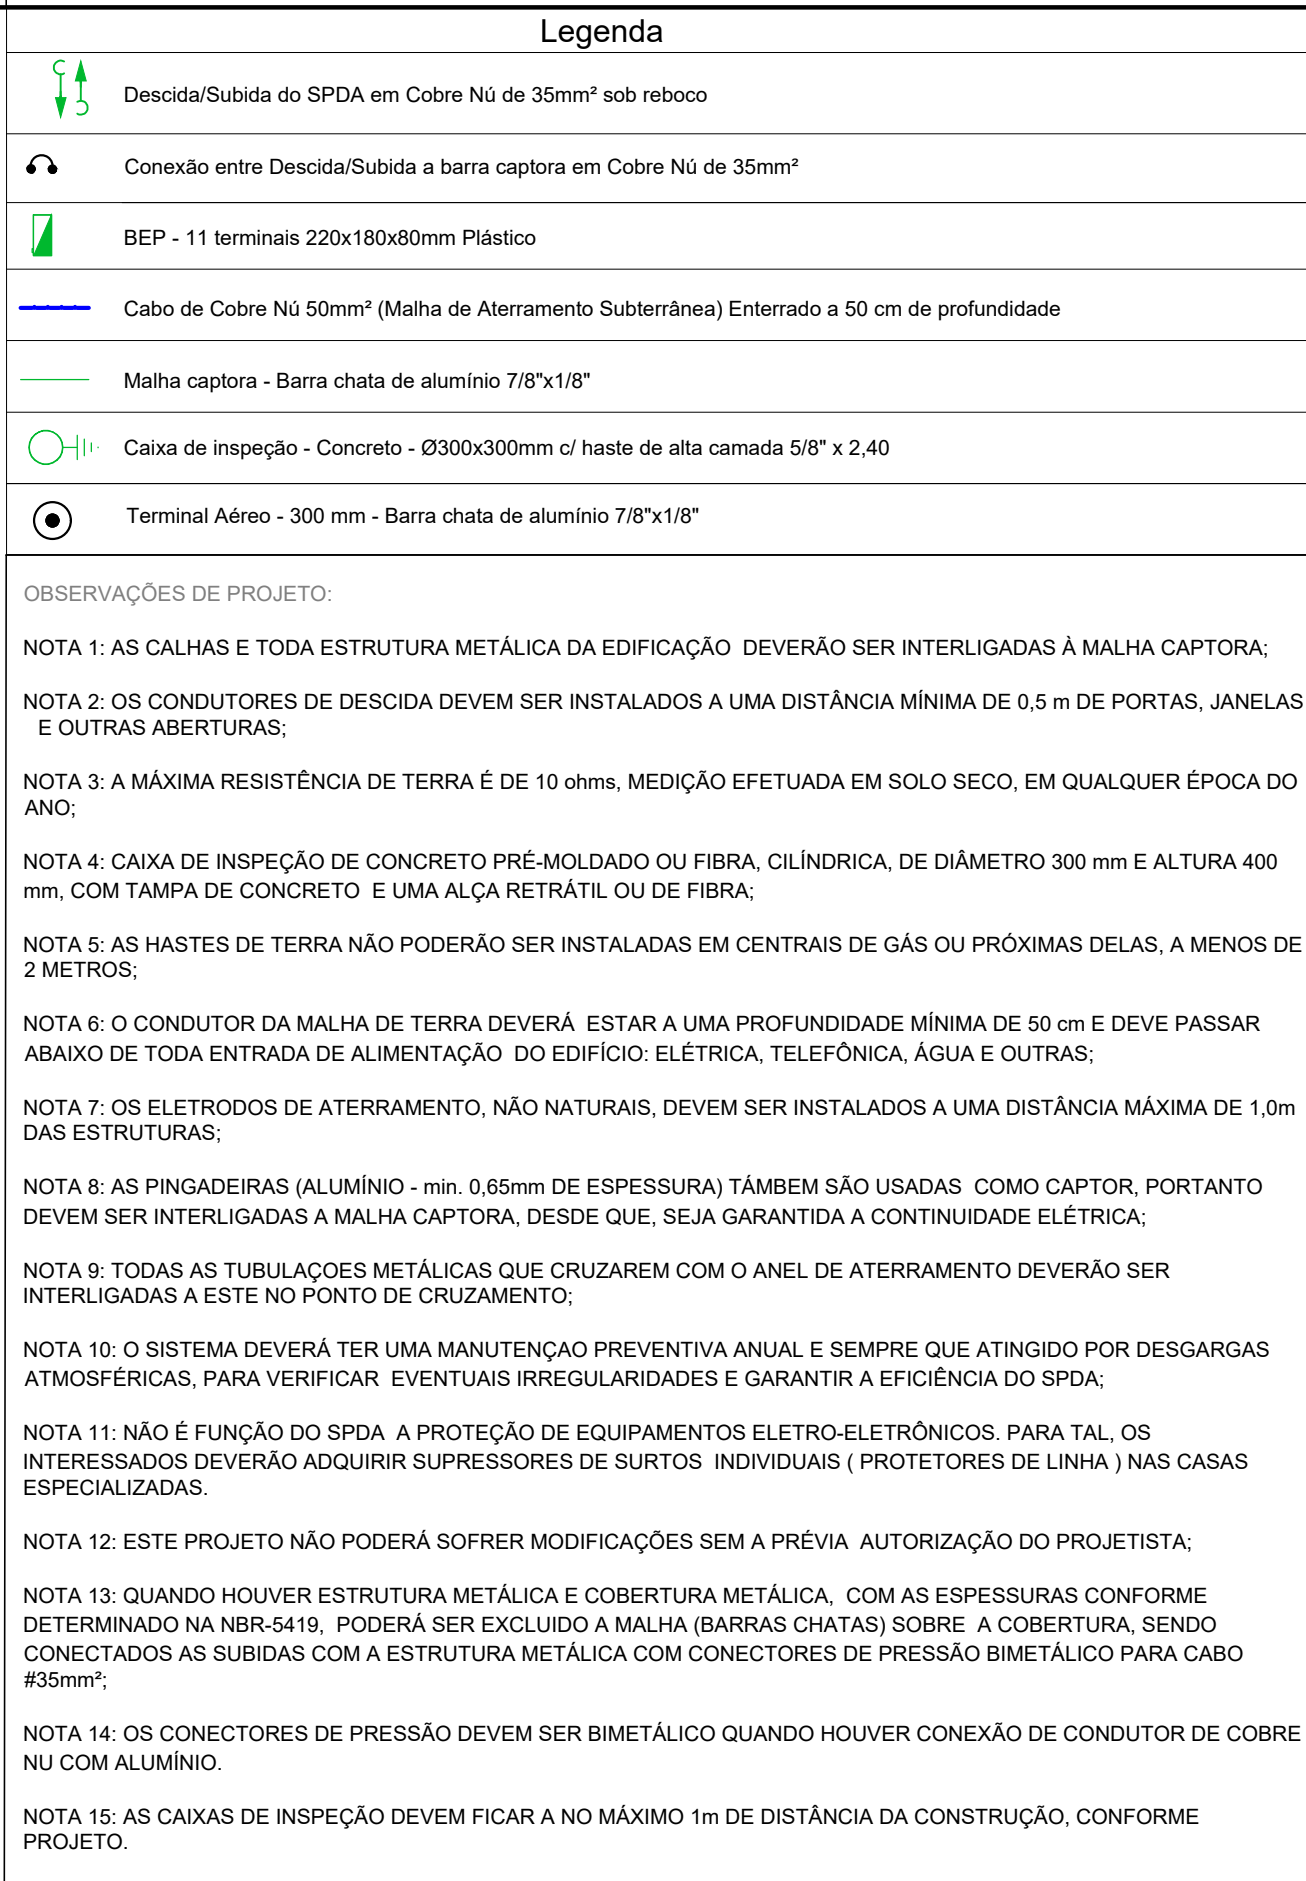 Legenda
Descida/Subida do SPDA em Cobre Nú de 35mm² sob reboco
Conexão entre Descida/Subida a barra captora em Cobre Nú de 35mm²
BEP - 11 terminais 220x180x80mm Plástico
Cabo de Cobre Nú 50mm² (Malha de Aterramento Subterrânea) Enterrado a 50 cm de profundidade
Malha captora - Barra chata de alumínio 7/8"x1/8"
Caixa de inspeção - Concreto - Ø300x300mm c/ haste de alta camada 5/8" x 2,40
Terminal Aéreo - 300 mm - Barra chata de alumínio 7/8"x1/8"
OBSERVAÇÕES DE PROJETO:
NOTA 1: AS CALHAS E TODA ESTRUTURA METÁLICA DA EDIFICAÇÃO DEVERÃO SER INTERLIGADAS À MALHA CAPTORA;
NOTA 2: OS CONDUTORES DE DESCIDA DEVEM SER INSTALADOS A UMA DISTÂNCIA MÍNIMA DE 0,5 m DE PORTAS, JANELAS
E OUTRAS ABERTURAS;
NOTA 3: A MÁXIMA RESISTÊNCIA DE TERRA É DE 10 ohms, MEDIÇÃO EFETUADA EM SOLO SECO, EM QUALQUER ÉPOCA DO
ANO;
NOTA 4: CAIXA DE INSPEÇÃO DE CONCRETO PRÉ-MOLDADO OU FIBRA, CILÍNDRICA, DE DIÂMETRO 300 mm E ALTURA 400
mm, COM TAMPA DE CONCRETO E UMA ALÇA RETRÁTIL OU DE FIBRA;
NOTA 5: AS HASTES DE TERRA NÃO PODERÃO SER INSTALADAS EM CENTRAIS DE GÁS OU PRÓXIMAS DELAS, A MENOS DE
2 METROS;
NOTA 6: O CONDUTOR DA MALHA DE TERRA DEVERÁ ESTAR A UMA PROFUNDIDADE MÍNIMA DE 50 cm E DEVE PASSAR
ABAIXO DE TODA ENTRADA DE ALIMENTAÇÃO DO EDIFÍCIO: ELÉTRICA, TELEFÔNICA, ÁGUA E OUTRAS;
NOTA 7: OS ELETRODOS DE ATERRAMENTO, NÃO NATURAIS, DEVEM SER INSTALADOS A UMA DISTÂNCIA MÁXIMA DE 1,0m
DAS ESTRUTURAS;
NOTA 8: AS PINGADEIRAS (ALUMÍNIO - min. 0,65mm DE ESPESSURA) TÁMBEM SÃO USADAS COMO CAPTOR, PORTANTO
DEVEM SER INTERLIGADAS A MALHA CAPTORA, DESDE QUE, SEJA GARANTIDA A CONTINUIDADE ELÉTRICA;
NOTA 9: TODAS AS TUBULAÇOES METÁLICAS QUE CRUZAREM COM O ANEL DE ATERRAMENTO DEVERÃO SER
INTERLIGADAS A ESTE NO PONTO DE CRUZAMENTO;
NOTA 10: O SISTEMA DEVERÁ TER UMA MANUTENÇAO PREVENTIVA ANUAL E SEMPRE QUE ATINGIDO POR DESGARGAS
ATMOSFÉRICAS, PARA VERIFICAR EVENTUAIS IRREGULARIDADES E GARANTIR A EFICIÊNCIA DO SPDA;
NOTA 11: NÃO É FUNÇÃO DO SPDA A PROTEÇÃO DE EQUIPAMENTOS ELETRO-ELETRÔNICOS. PARA TAL, OS
INTERESSADOS DEVERÃO ADQUIRIR SUPRESSORES DE SURTOS INDIVIDUAIS ( PROTETORES DE LINHA ) NAS CASAS
ESPECIALIZADAS.
NOTA 12: ESTE PROJETO NÃO PODERÁ SOFRER MODIFICAÇÕES SEM A PRÉVIA AUTORIZAÇÃO DO PROJETISTA;
NOTA 13: QUANDO HOUVER ESTRUTURA METÁLICA E COBERTURA METÁLICA, COM AS ESPESSURAS CONFORME
DETERMINADO NA NBR-5419, PODERÁ SER EXCLUIDO A MALHA (BARRAS CHATAS) SOBRE A COBERTURA, SENDO
CONECTADOS AS SUBIDAS COM A ESTRUTURA METÁLICA COM CONECTORES DE PRESSÃO BIMETÁLICO PARA CABO
#35mm²;
NOTA 14: OS CONECTORES DE PRESSÃO DEVEM SER BIMETÁLICO QUANDO HOUVER CONEXÃO DE CONDUTOR DE COBRE
NU COM ALUMÍNIO.
NOTA 15: AS CAIXAS DE INSPEÇÃO DEVEM FICAR A NO MÁXIMO 1m DE DISTÂNCIA DA CONSTRUÇÃO, CONFORME
PROJETO.